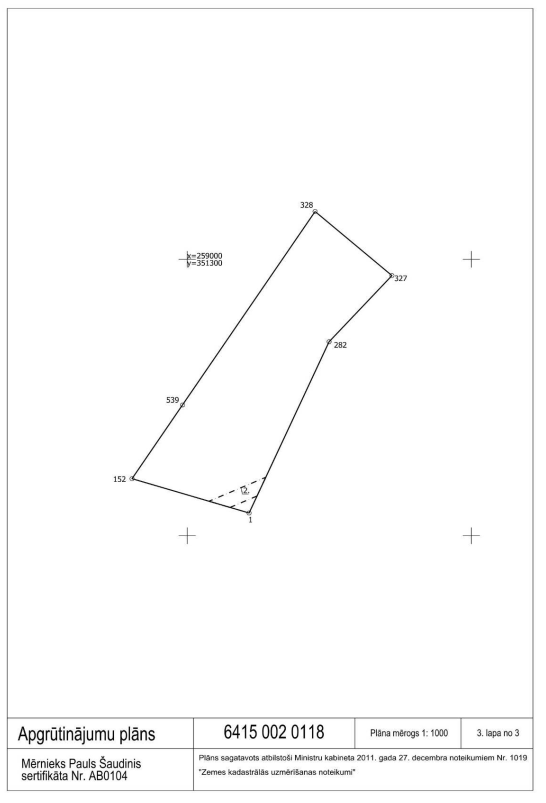 328
x=259000
y=351300
327
282
539
152
12
1
Apgrūtinājumu plāns
6415 002 0118
Plāna mērogs 1: 1000
3. lapa no 3
Mērnieks Pauls Šaudinis
sertifikāta Nr. AB0104
Plāns sagatavots atbilstoši Ministru kabineta 2011. gada 27. decembra noteikumiem Nr. 1019
"Zemes kadastrālās uzmērīšanas noteikumi"